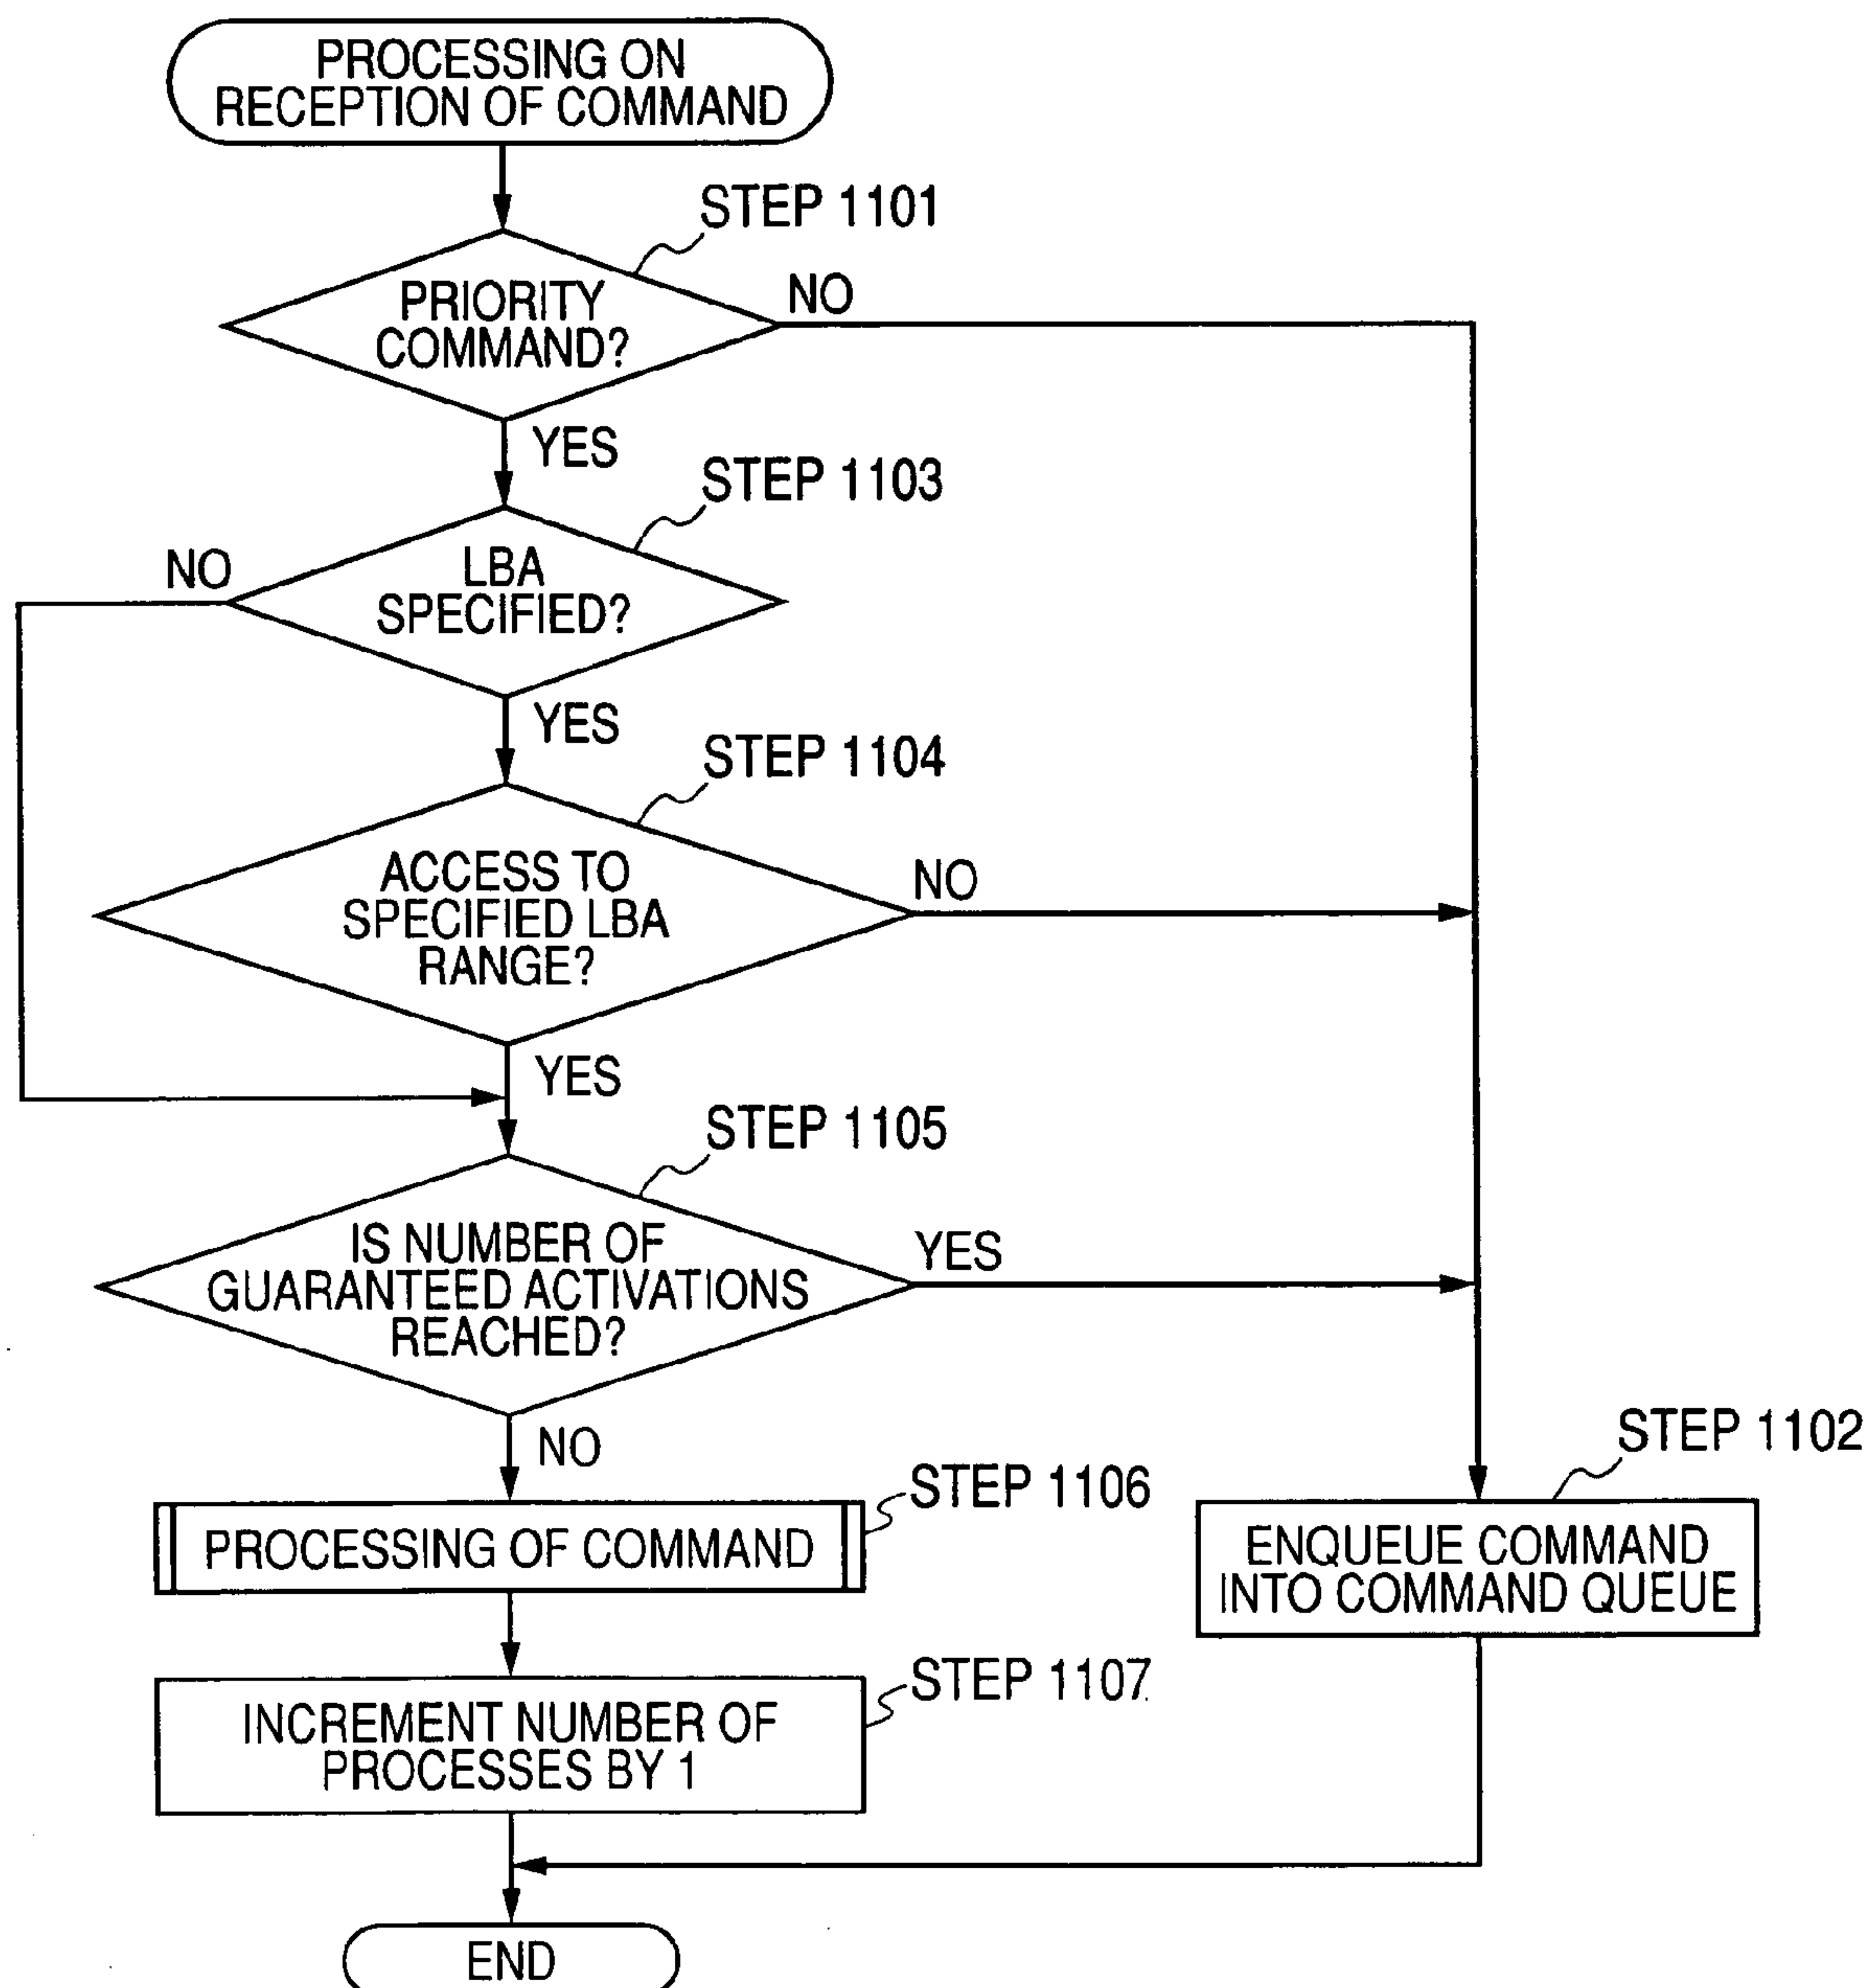 PROCESSING ON
RECEPTION OF COMMAND
STEP 1101
PRIORITY
COMMAND?
NO
YES
STEP 1103
NO
LBA
SPECIFIED?
YES
STEP 1104
ACCESS TO
SPECIFIED LBA
RANGE?
NO
YES
STEP 1105
IS NUMBER OF
GUARANTEED ACTIVATIONS
REACHED?
YES
NO
STEP 1102
STEP 1106
PROCESSING OF COMMAND
ENQUEUE COMMAND
INTO COMMAND QUEUE
STEP 1107
INCREMENT NUMBER OF
PROCESSES BY 1
END